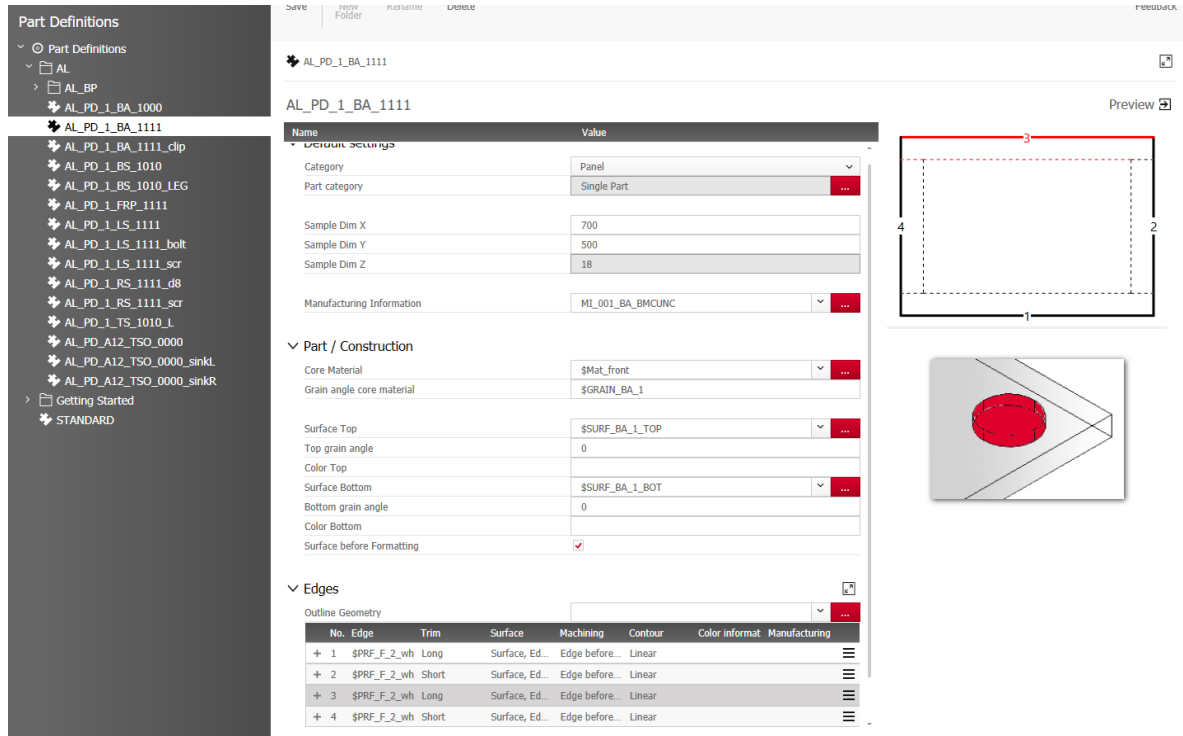 Save New Folder Rename Delete Feedback
Part Definitions
Part Definitions
AL
AL_BP
AL_PD_1_BA_1000
AL_PD_1_BA_1111
AL_PD_1_BA_1111_clip
AL_PD_1_BS_1010
AL_PD_1_BS_1010_LEG
AL_PD_1_FRP_1111
AL_PD_1_LS_1111
AL_PD_1_LS_1111_bolt
AL_PD_1_LS_1111_scr
AL_PD_1_RS_1111_d8
AL_PD_1_RS_1111_scr
AL_PD_1_TS_1010_L
AL_PD_A12_TSO_0000
AL_PD_A12_TSO_0000_sinkL
AL_PD_A12_TSO_0000_sinkR
Getting Started
STANDARD
AL_PD_1_BA_1111
AL_PD_1_BA_1111
Preview
Name Value
Default settings
Category Panel
Part category Single Part ...
Sample Dim X 700
Sample Dim Y 500
Sample Dim Z 18
Manufacturing Information MI_001_BA_BMCUNC ...
Part / Construction
Core Material $Mat_front ...
Grain angle core material $GRAIN_BA_1
Surface Top $SURF_BA_1_TOP ...
Top grain angle 0
Color Top
Surface Bottom $SURF_BA_1_BOT ...
Bottom grain angle 0
Color Bottom
Surface before Formatting
Edges
Outline Geometry ...
No. Edge Trim Surface Machining Contour Color informat Manufacturing
+ 1 $PRF_F_2_wh Long Surface, Ed... Edge before... Linear
+ 2 $PRF_F_2_wh Short Surface, Ed... Edge before... Linear
+ 3 $PRF_F_2_wh Long Surface, Ed... Edge before... Linear
+ 4 $PRF_F_2_wh Short Surface, Ed... Edge before... Linear
3
4 2
1